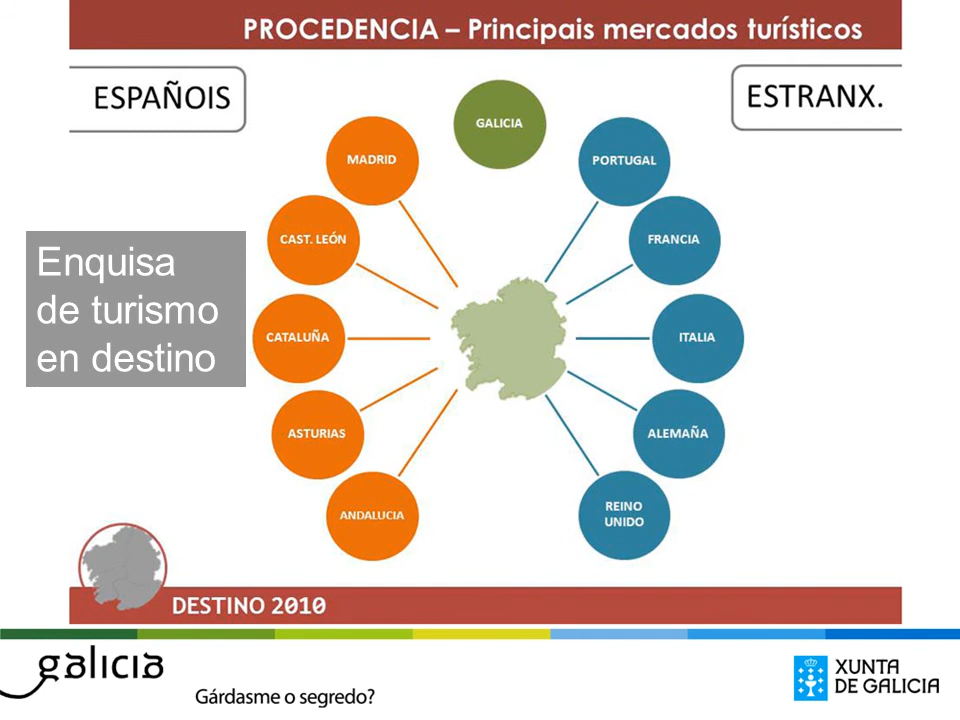 PROCEDENCIA – Principais mercados turísticos
ESPAÑOIS
ESTRANX.
GALICIA
MADRID
PORTUGAL
CAST. LEÓN
FRANCIA
Enquisa
de turismo
en destino
CATALUÑA
ITALIA
ASTURIAS
ALEMAÑA
ANDALUCIA
REINO
UNIDO
DESTINO 2010
galicia
Gárdasme o segredo?
XUNTA
DE GALICIA